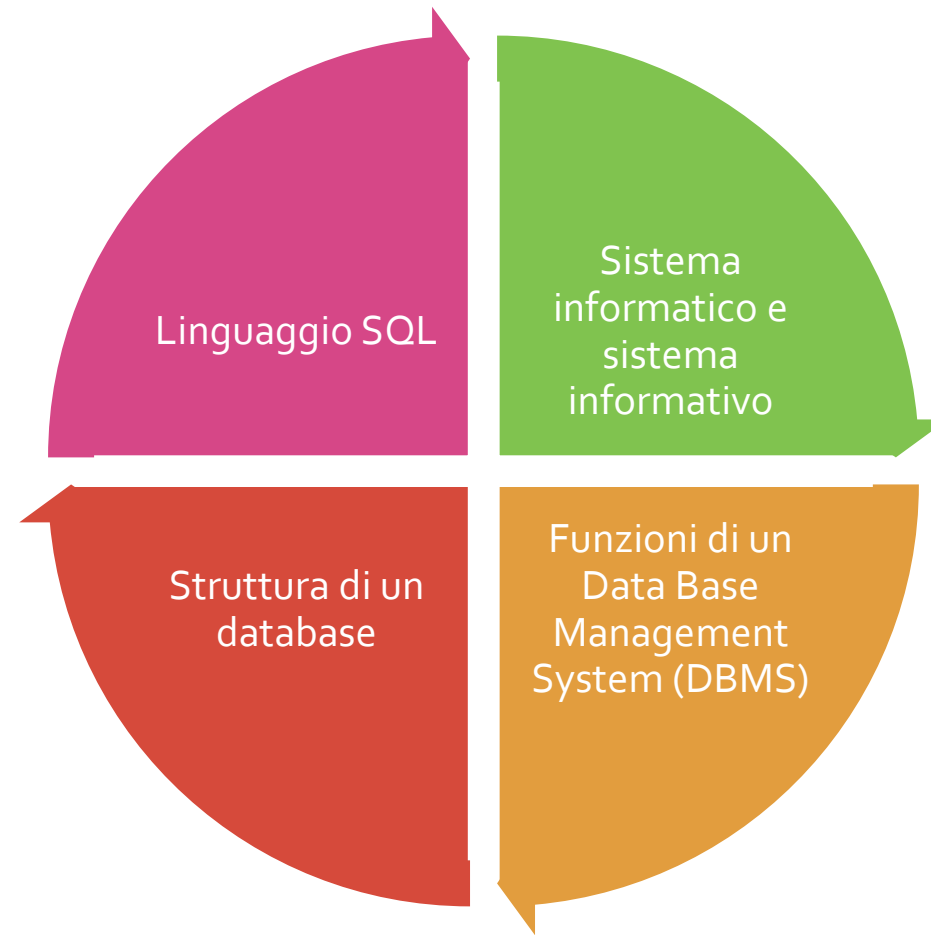 Sistema
informatico e
sistema
informativo
Funzioni di un
Data Base
Management
System (DBMS)
Struttura di un
database
Linguaggio SQL